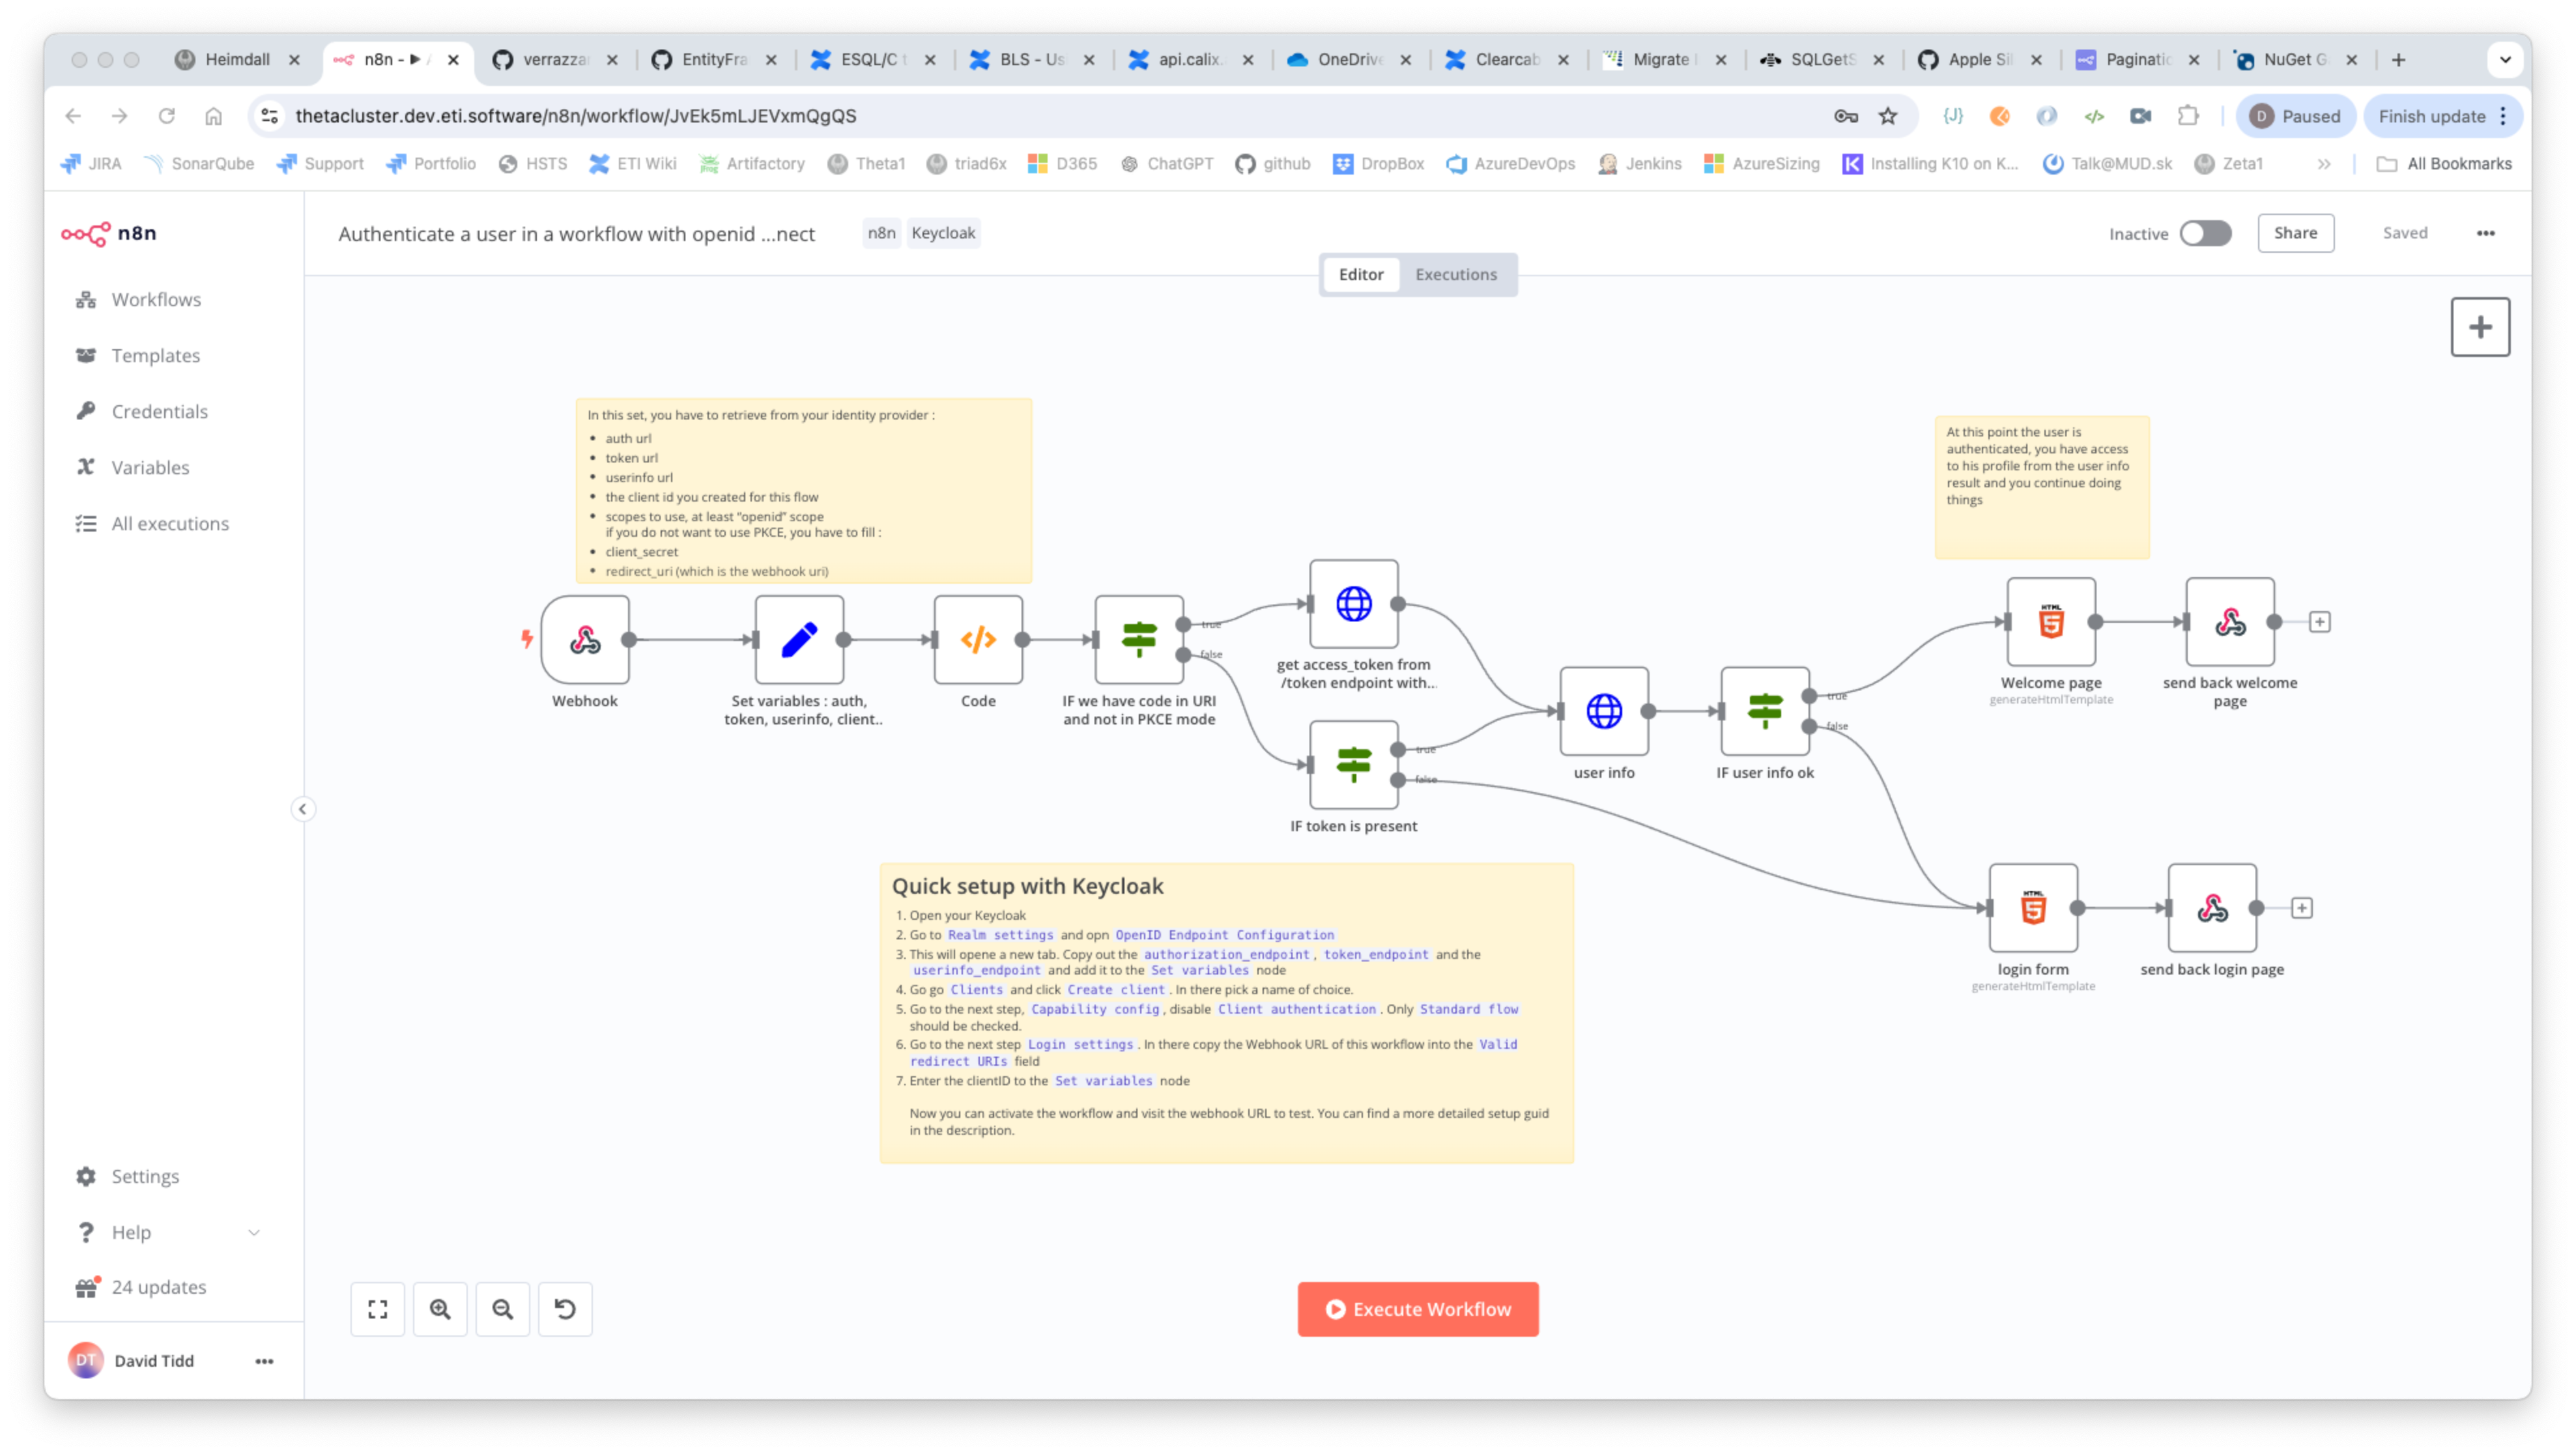 Heimdall
n8n -
verrazza
EntityFra
ESQL/C t
BLS - Us
api.calix.
OneDrive
Clearcab
Migrate
SQLGetS
Apple Sil
Paginatio
NuGet G
thetacluster.dev.eti.software/n8n/workflow/JvEk5mLJEVxmQgQS
{J}
</>
D
Paused
Finish update
JIRA
SonarQube
Support
Portfolio
HSTS
ETI Wiki
Artifactory
Theta1
triad6x
D365
ChatGPT
github
DropBox
AzureDevOps
Jenkins
AzureSizing
K
Installing K10 on K...
Talk@MUD.sk
Zeta1
All Bookmarks
n8n
Authenticate a user in a workflow with openid ...nect
n8n
Keycloak
Inactive
Share
Saved
Editor
Executions
Workflows
Templates
Credentials
Variables
All executions
In this set, you have to retrieve from your identity provider :
• auth url
• token url
• userinfo url
• the client id you created for this flow
• scopes to use, at least "openid" scope
if you do not want to use PKCE, you have to fill :
• client_secret
• redirect_uri (which is the webhook uri)
At this point the user is
authenticated, you have access
to his profile from the user info
result and you continue doing
things
Webhook
Set variables : auth,
token, userinfo, client..
</>
Code
true
false
IF we have code in URI
and not in PKCE mode
get access_token from
/token endpoint with...
true
false
IF token is present
user info
true
false
IF user info ok
HTML
5
Welcome page
generateHtmlTemplate
send back welcome
page
HTML
5
login form
generateHtmlTemplate
send back login page
Quick setup with Keycloak
1. Open your Keycloak
2. Go to Realm settings and opn OpenID Endpoint Configuration
3. This will opene a new tab. Copy out the authorization_endpoint, token_endpoint and the
userinfo_endpoint and add it to the Set variables node
4. Go go Clients and click Create client. In there pick a name of choice.
5. Go to the next step, Capability config, disable Client authentication. Only Standard flow
should be checked.
6. Go to the next step Login settings. In there copy the Webhook URL of this workflow into the Valid
redirect URIs field
7. Enter the clientID to the Set variables node
Now you can activate the workflow and visit the webhook URL to test. You can find a more detailed setup guid
in the description.
Settings
Help
24 updates
Execute Workflow
DT
David Tidd